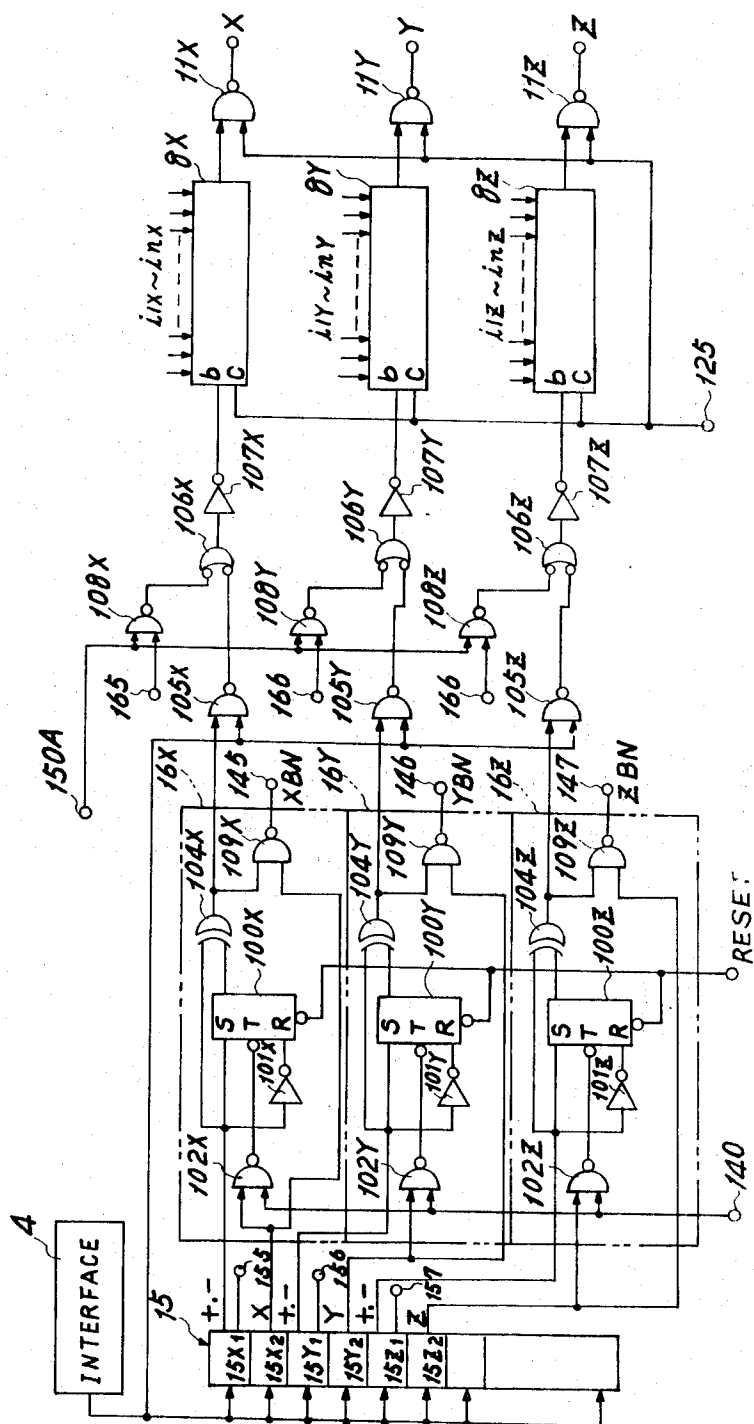 X
Y
Z
11X
11Y
11Z
8X
8Y
8Z
i1X~inX
i1Y~inY
i1Z~inZ
b
C
b
C
b
C
125
107X
107Y
107Z
106X
106Y
106Z
108X
108Y
108Z
165
166
166
105X
105Y
105Z
150A
16X
16Y
16Z
145
XBN
146
YBN
147
ZBN
104X
109X
104Y
109Y
104Z
109Z
100X
100Y
100Z
S
T
R
S
T
R
S
T
R
101X
101Y
101Z
RESET
102X
102Y
102Z
140
4
INTERFACE
15
+.-
155
X
+.-
156
Y
+.-
157
Z
15X1
15X2
15Y1
15Y2
15Z1
15Z2